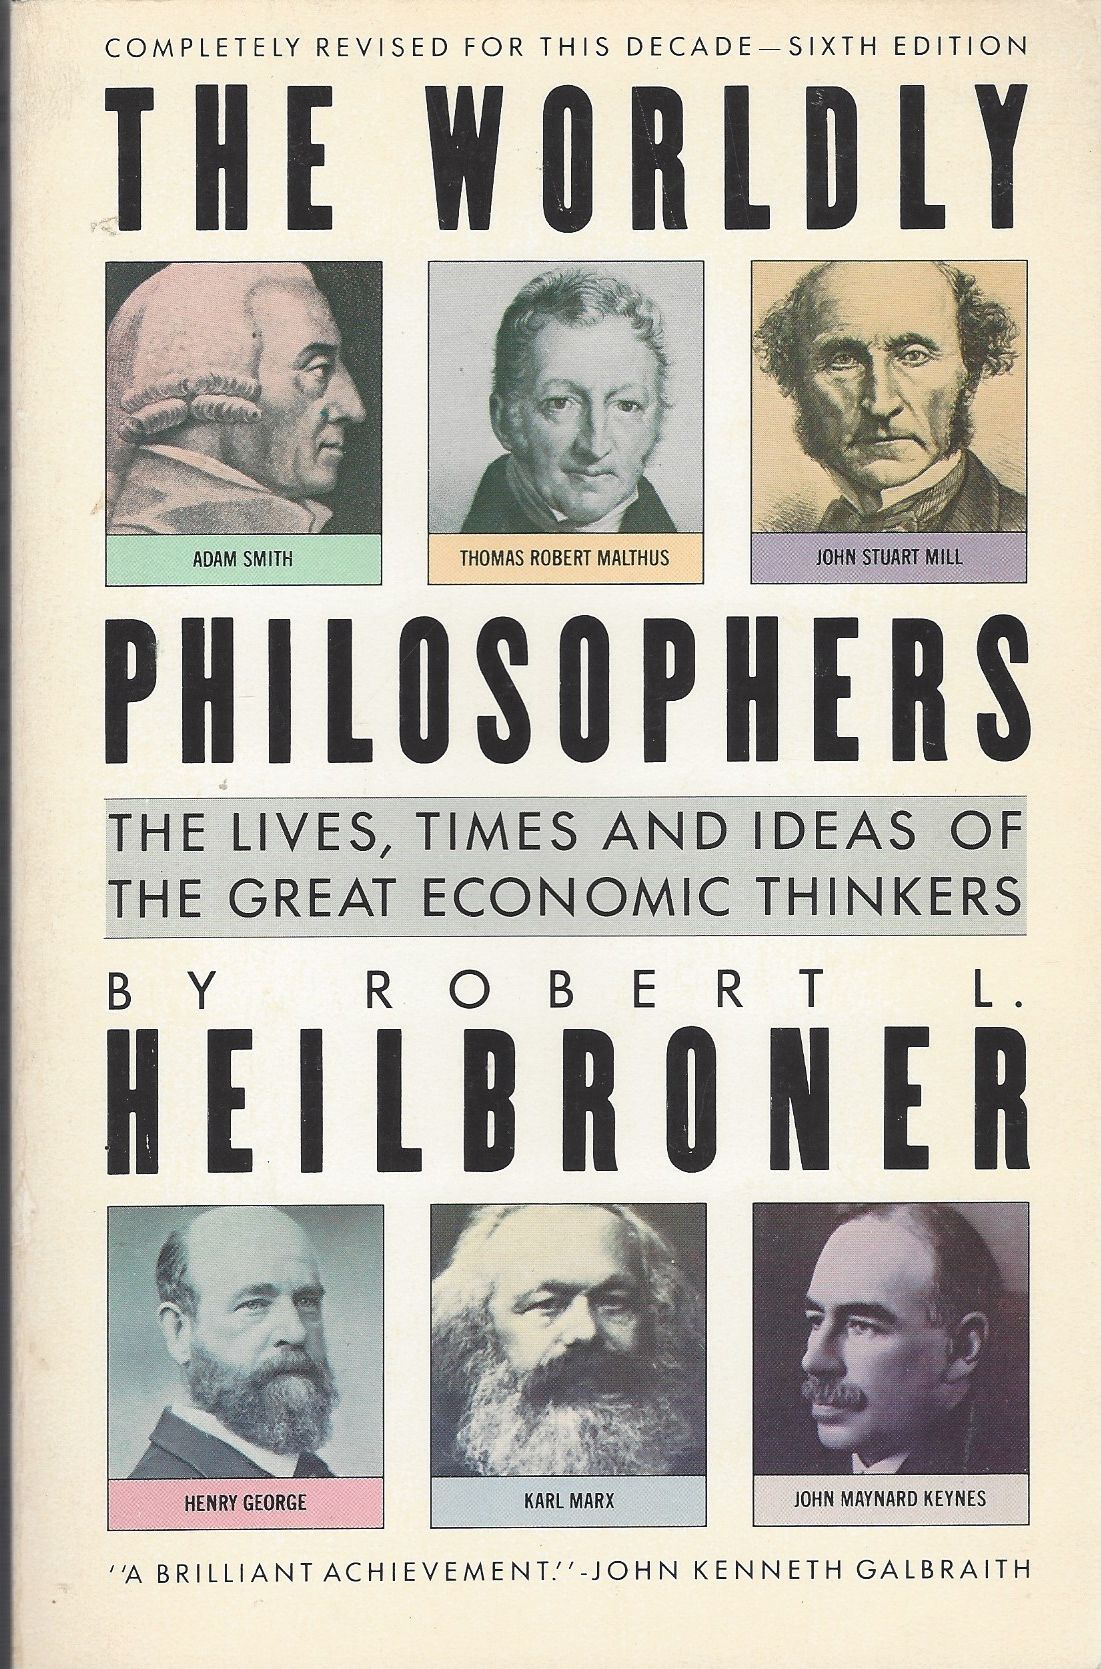 COMPLETELY REVISED FOR THIS DECADE—SIXTH EDITION
THE WORLDLY
ADAM SMITH
THOMAS ROBERT MALTHUS
JOHN STUART MILL
PHILOSOPHERS
THE LIVES, TIMES AND IDEAS OF
THE GREAT ECONOMIC THINKERS
BY ROBERT L.
HEILBRONER
HENRY GEORGE
KARL MARX
JOHN MAYNARD KEYNES
''A BRILLIANT ACHIEVEMENT.''-JOHN KENNETH GALBRAITH